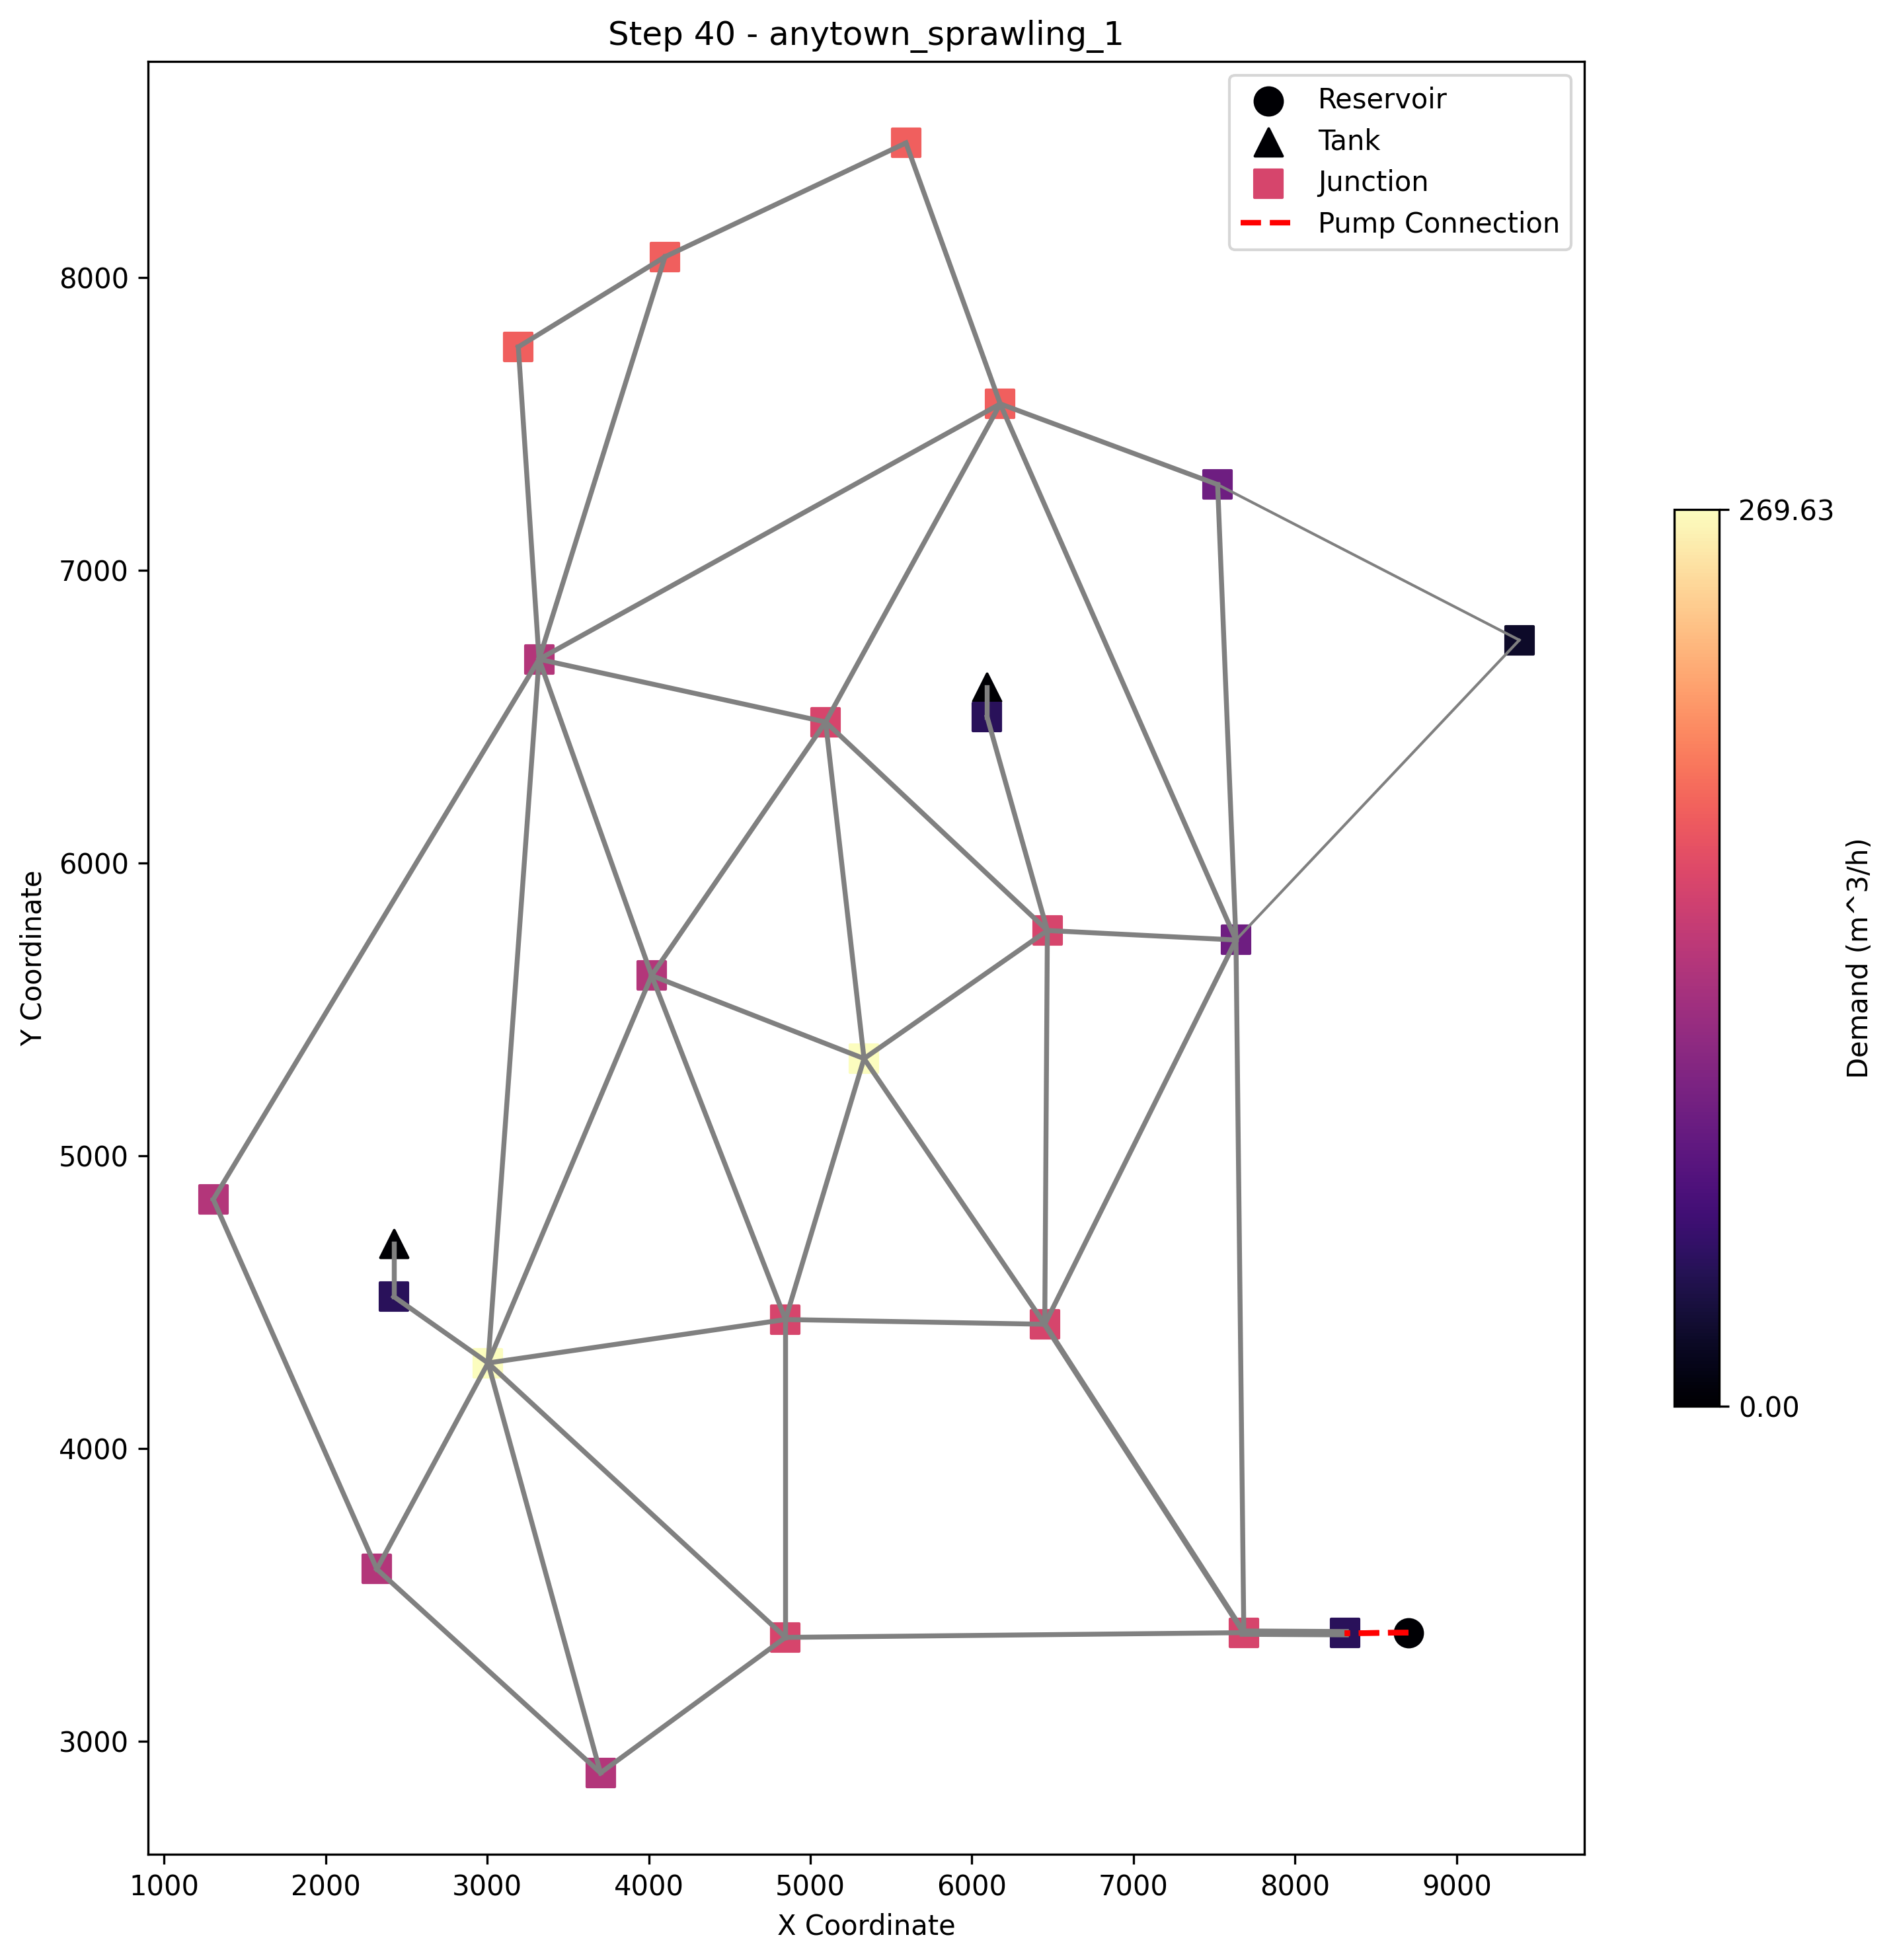 Step 40 - anytown_sprawling_1
Reservoir
Tank
Junction
Pump Connection
8000
7000
6000
5000
4000
3000
Y Coordinate
1000 2000 3000 4000 5000 6000 7000 8000 9000
X Coordinate
269.63
0.00
Demand (m^3/h)